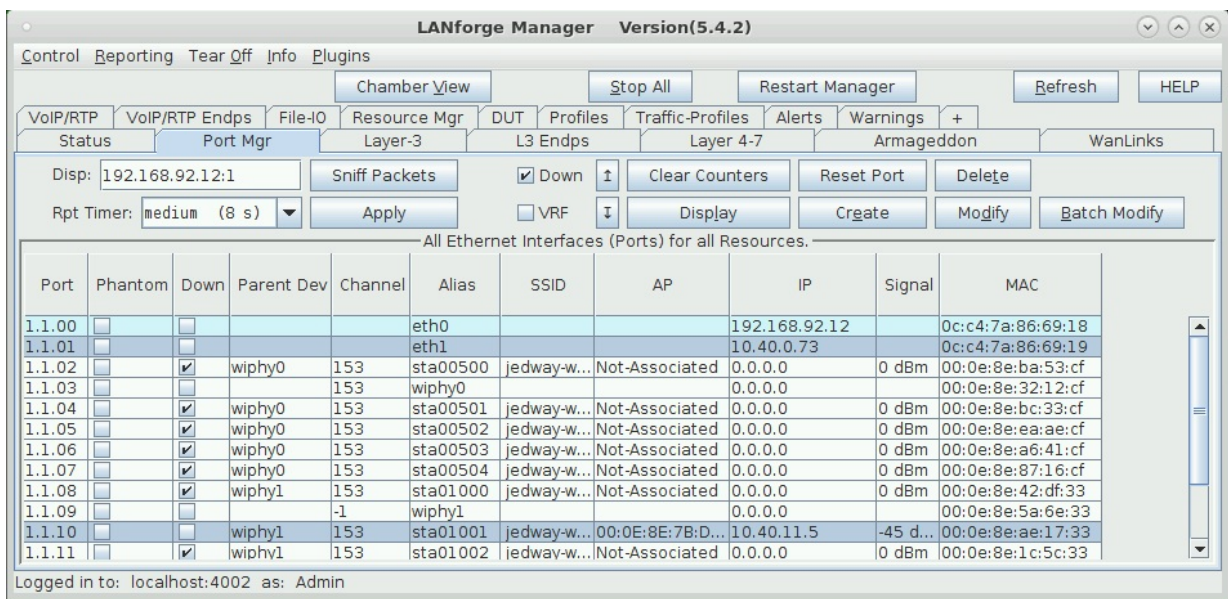 LANforge Manager Version(5.4.2)
Control Reporting Tear Off Info Plugins
Chamber View Stop All Restart Manager Refresh HELP
VoIP/RTP VoIP/RTP Endps File-IO Resource Mgr DUT Profiles Traffic-Profiles Alerts Warnings +
Status Port Mgr Layer-3 L3 Endps Layer 4-7 Armageddon WanLinks
Disp: 192.168.92.12:1 Sniff Packets Down ↥ Clear Counters Reset Port Delete
Rpt Timer: medium (8 s) Apply VRF ↧ Display Create Modify Batch Modify
All Ethernet Interfaces (Ports) for all Resources.
Port Phantom Down Parent Dev Channel Alias SSID AP IP Signal MAC
1.1.00 eth0 192.168.92.12 0c:c4:7a:86:69:18
1.1.01 eth1 10.40.0.73 0c:c4:7a:86:69:19
1.1.02 wiphy0 153 sta00500 jedway-w... Not-Associated 0.0.0.0 0 dBm 00:0e:8e:ba:53:cf
1.1.03 153 wiphy0 0.0.0.0 00:0e:8e:32:12:cf
1.1.04 wiphy0 153 sta00501 jedway-w... Not-Associated 0.0.0.0 0 dBm 00:0e:8e:bc:33:cf
1.1.05 wiphy0 153 sta00502 jedway-w... Not-Associated 0.0.0.0 0 dBm 00:0e:8e:ea:ae:cf
1.1.06 wiphy0 153 sta00503 jedway-w... Not-Associated 0.0.0.0 0 dBm 00:0e:8e:a6:41:cf
1.1.07 wiphy0 153 sta00504 jedway-w... Not-Associated 0.0.0.0 0 dBm 00:0e:8e:87:16:cf
1.1.08 wiphy1 153 sta01000 jedway-w... Not-Associated 0.0.0.0 0 dBm 00:0e:8e:42:df:33
1.1.09 -1 wiphy1 0.0.0.0 00:0e:8e:5a:6e:33
1.1.10 wiphy1 153 sta01001 jedway-w... 00:0E:8E:7B:D... 10.40.11.5 -45 d... 00:0e:8e:ae:17:33
1.1.11 wiphy1 153 sta01002 jedway-w... Not-Associated 0.0.0.0 0 dBm 00:0e:8e:1c:5c:33
Logged in to: localhost:4002 as: Admin